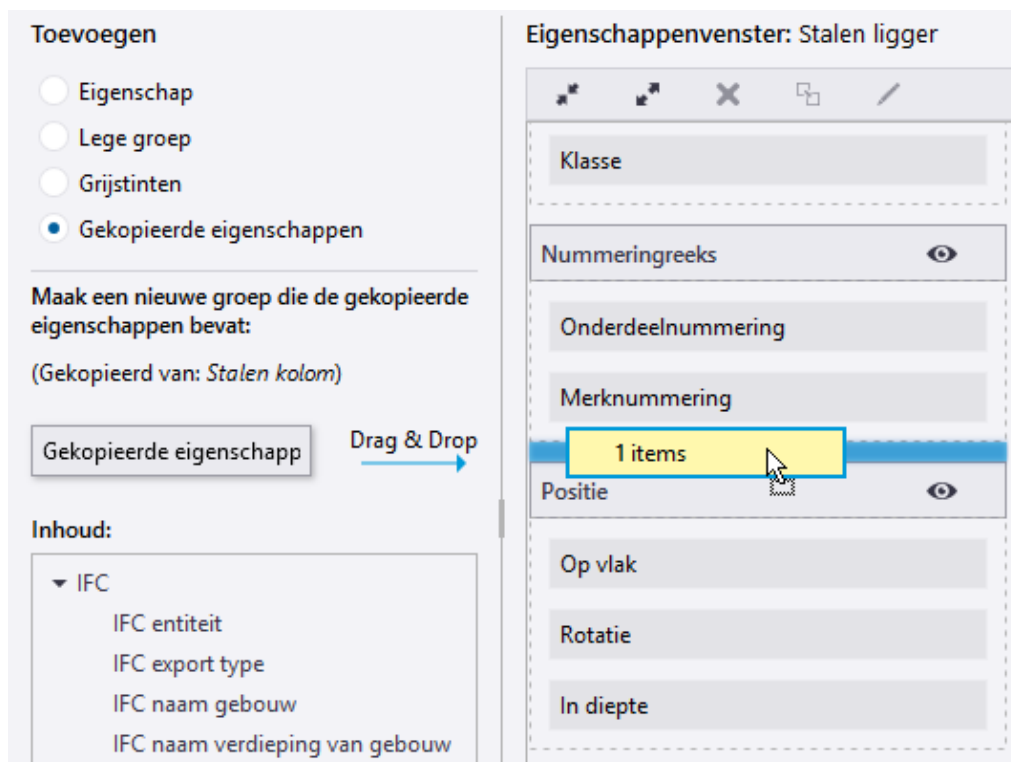 Toevoegen
Eigenschap
Lege groep
Grijstinten
Gekopieerde eigenschappen
Maak een nieuwe groep die de gekopieerde
eigenschappen bevat:
(Gekopieerd van: Stalen kolom)
Gekopieerde eigenschapp
Drag & Drop
Inhoud:
IFC
IFC entiteit
IFC export type
IFC naam gebouw
IFC naam verdieping van gebouw
Eigenschappenvenster: Stalen ligger
Klasse
Nummeringreeks
Onderdeelnummering
Merknummering
1 items
Positie
Op vlak
Rotatie
In diepte